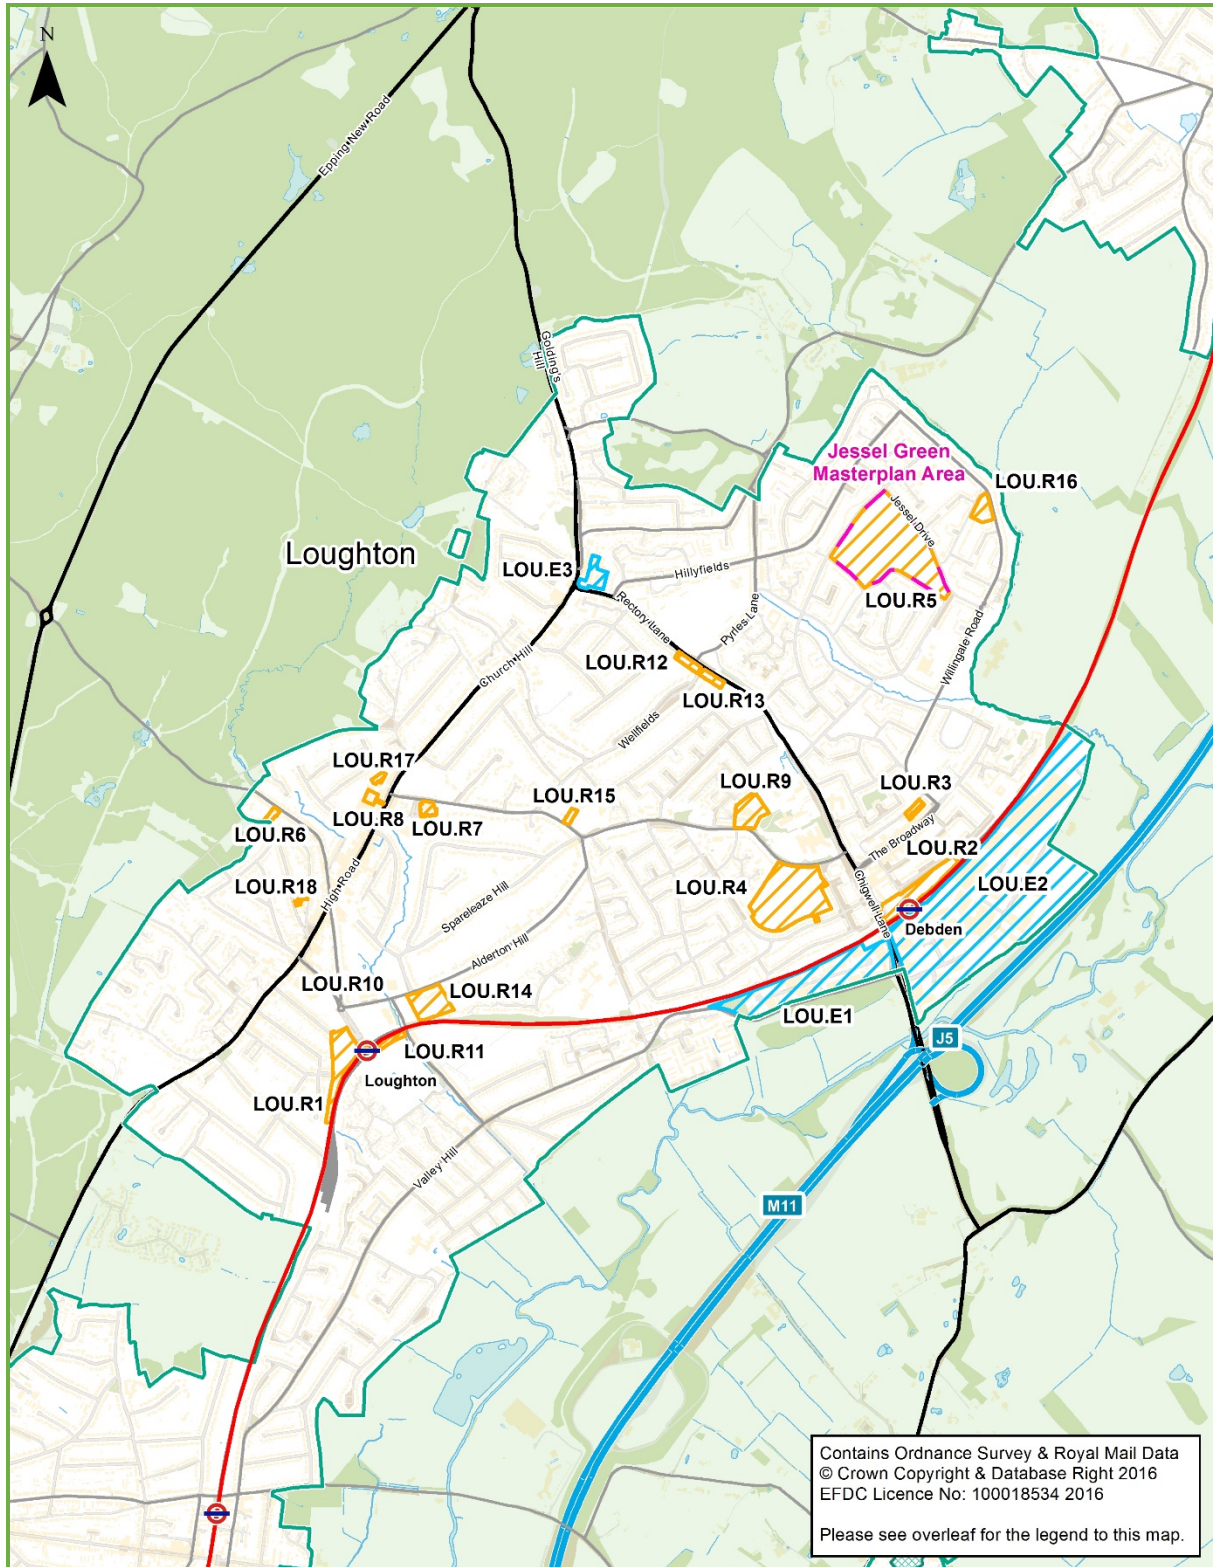 N
Epping New Road
Golding's
Hill
Jessel Green
Masterplan Area
LOU.R16
Jessel Drive
Loughton
LOU.E3
Hillyfields
LOU.R5
Rectory Lane
Pyrles Lane
Willingale Road
LOU.R12
Church Hill
LOU.R13
Wellfields
LOU.R17
LOU.R9
LOU.R3
LOU.R15
LOU.R6
LOU.R8
LOU.R7
The Broadway
LOU.R2
LOU.R18
High Road
LOU.R4
Chigwell Lane
LOU.E2
Spareleaze Hill
Debden
Alderton Hill
LOU.R10
LOU.R14
LOU.E1
J5
LOU.R11
Loughton
LOU.R1
Valley Hill
M11
Contains Ordnance Survey & Royal Mail Data
© Crown Copyright & Database Right 2016
EFDC Licence No: 100018534 2016
Please see overleaf for the legend to this map.